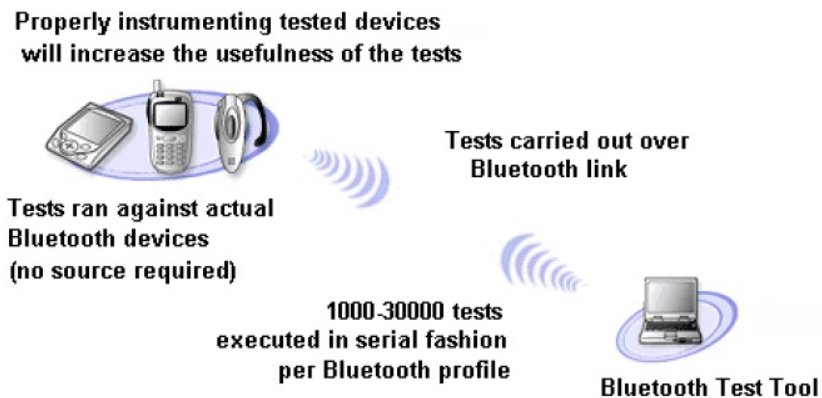 Properly instrumenting tested devices
will increase the usefulness of the tests
Tests carried out over
Bluetooth link
Tests ran against actual
Bluetooth devices
(no source required)
1000-30000 tests
executed in serial fashion
per Bluetooth profile
Bluetooth Test Tool